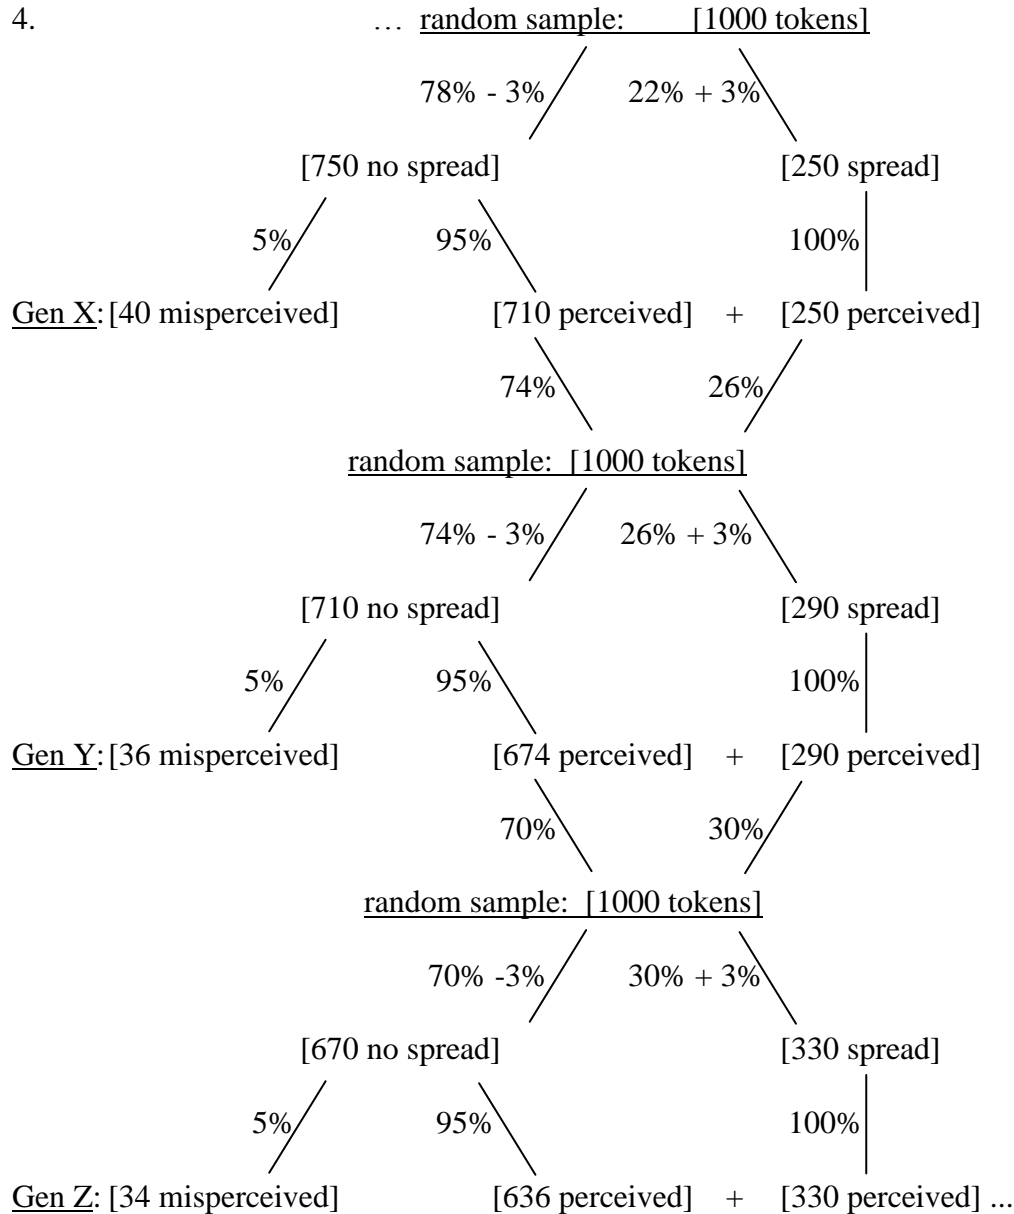 4. … random sample: [1000 tokens]
78% - 3% 22% + 3%
[750 no spread] [250 spread]
5% 95% 100%
Gen X: [40 misperceived] [710 perceived] + [250 perceived]
74% 26%
random sample: [1000 tokens]
74% - 3% 26% + 3%
[710 no spread] [290 spread]
5% 95% 100%
Gen Y: [36 misperceived] [674 perceived] + [290 perceived]
70% 30%
random sample: [1000 tokens]
70% -3% 30% + 3%
[670 no spread] [330 spread]
5% 95% 100%
Gen Z: [34 misperceived] [636 perceived] + [330 perceived] ...